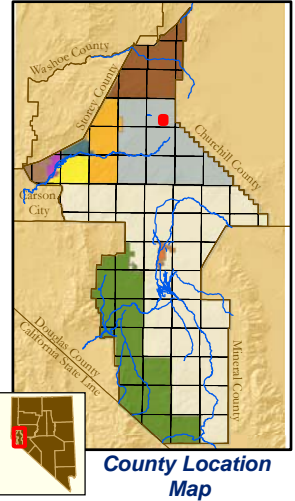 Washoe County
Storey County
Churchill County
Carson
City
Douglas County
California State Line
Mineral County
County Location
Map